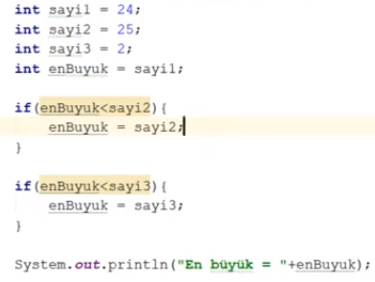 int sayi1 = 24;
int sayi2 = 25;
int sayi3 = 2;
int enBuyuk = sayi1;
if(enBuyuk<sayi2){
enBuyuk = sayi2;
}
if(enBuyuk<sayi3){
enBuyuk = sayi3;
}
System.out.println("En büyük = "+enBuyuk);